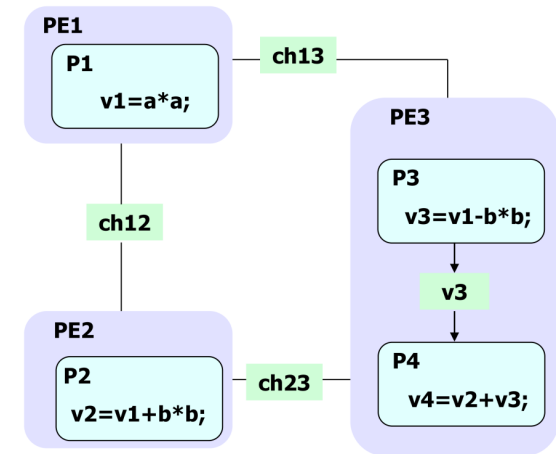 PE1
P1
v1=a*a;
ch13
PE3
P3
v3=v1-b*b;
ch12
v3
PE2
P2
v2=v1+b*b;
ch23
P4
v4=v2+v3;